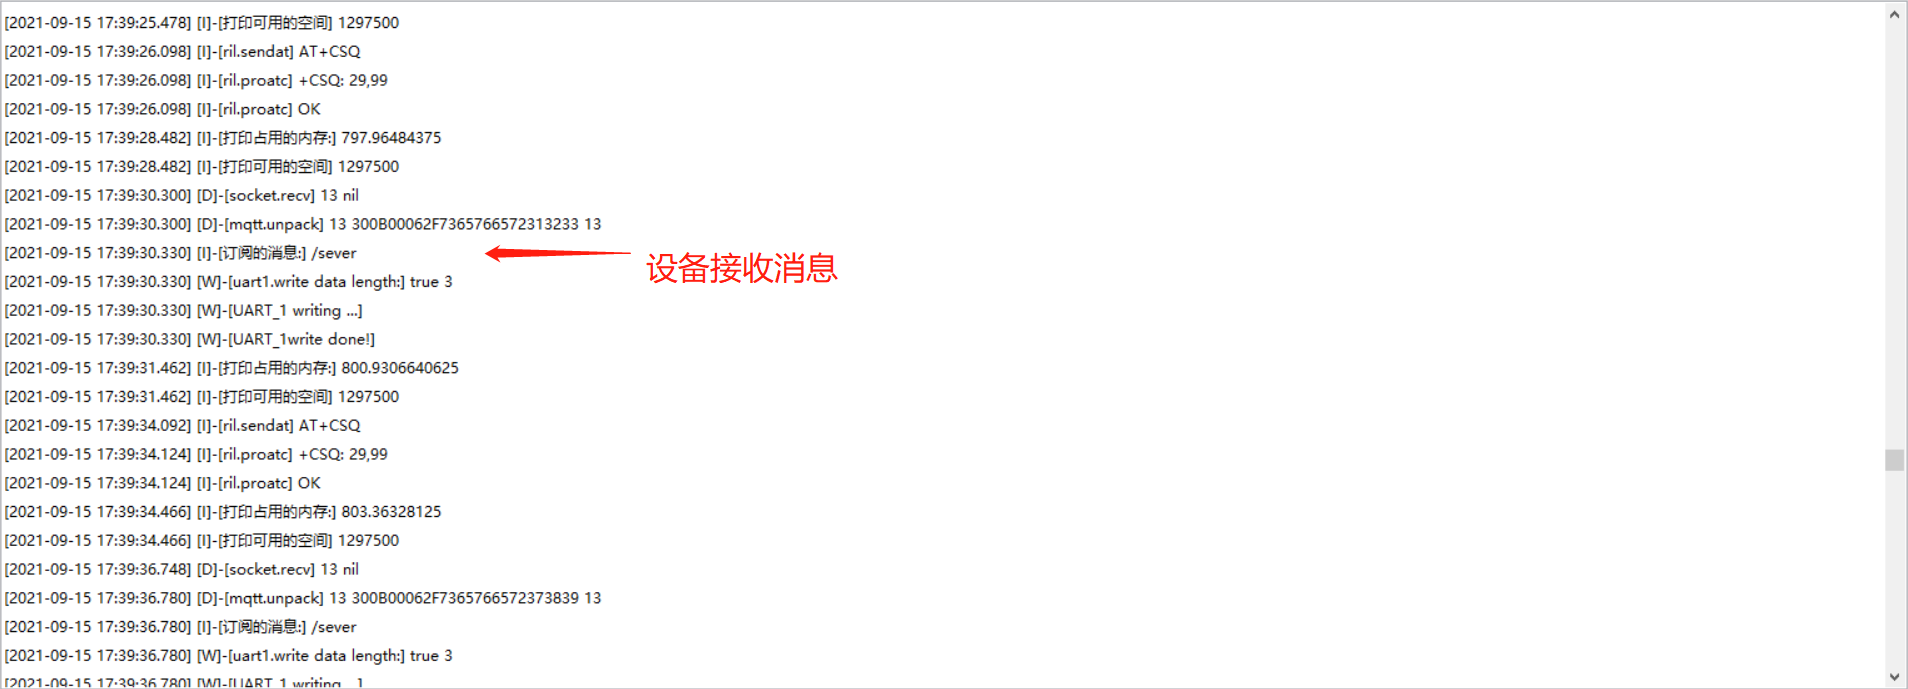 [2021-09-15 17:39:25.478] [I]-[打印可用的空间] 1297500
[2021-09-15 17:39:26.098] [I]-[ril.sendat] AT+CSQ
[2021-09-15 17:39:26.098] [I]-[ril.proatc] +CSQ: 29,99
[2021-09-15 17:39:26.098] [I]-[ril.proatc] OK
[2021-09-15 17:39:28.482] [I]-[打印占用的内存:] 797.96484375
[2021-09-15 17:39:28.482] [I]-[打印可用的空间] 1297500
[2021-09-15 17:39:30.300] [D]-[socket.recv] 13 nil
[2021-09-15 17:39:30.300] [D]-[mqtt.unpack] 13 300B00062F7365766572313233 13
[2021-09-15 17:39:30.330] [I]-[订阅的消息:] /sever
设备接收消息
[2021-09-15 17:39:30.330] [W]-[uart1.write data length:] true 3
[2021-09-15 17:39:30.330] [W]-[UART_1 writing ...]
[2021-09-15 17:39:30.330] [W]-[UART_1write done!]
[2021-09-15 17:39:31.462] [I]-[打印占用的内存:] 800.9306640625
[2021-09-15 17:39:31.462] [I]-[打印可用的空间] 1297500
[2021-09-15 17:39:34.092] [I]-[ril.sendat] AT+CSQ
[2021-09-15 17:39:34.124] [I]-[ril.proatc] +CSQ: 29,99
[2021-09-15 17:39:34.124] [I]-[ril.proatc] OK
[2021-09-15 17:39:34.466] [I]-[打印占用的内存:] 803.36328125
[2021-09-15 17:39:34.466] [I]-[打印可用的空间] 1297500
[2021-09-15 17:39:36.748] [D]-[socket.recv] 13 nil
[2021-09-15 17:39:36.780] [D]-[mqtt.unpack] 13 300B00062F7365766572373839 13
[2021-09-15 17:39:36.780] [I]-[订阅的消息:] /sever
[2021-09-15 17:39:36.780] [W]-[uart1.write data length:] true 3
[2021-09-15 17:39:36.780] [W]-[UART_1 writing ...]